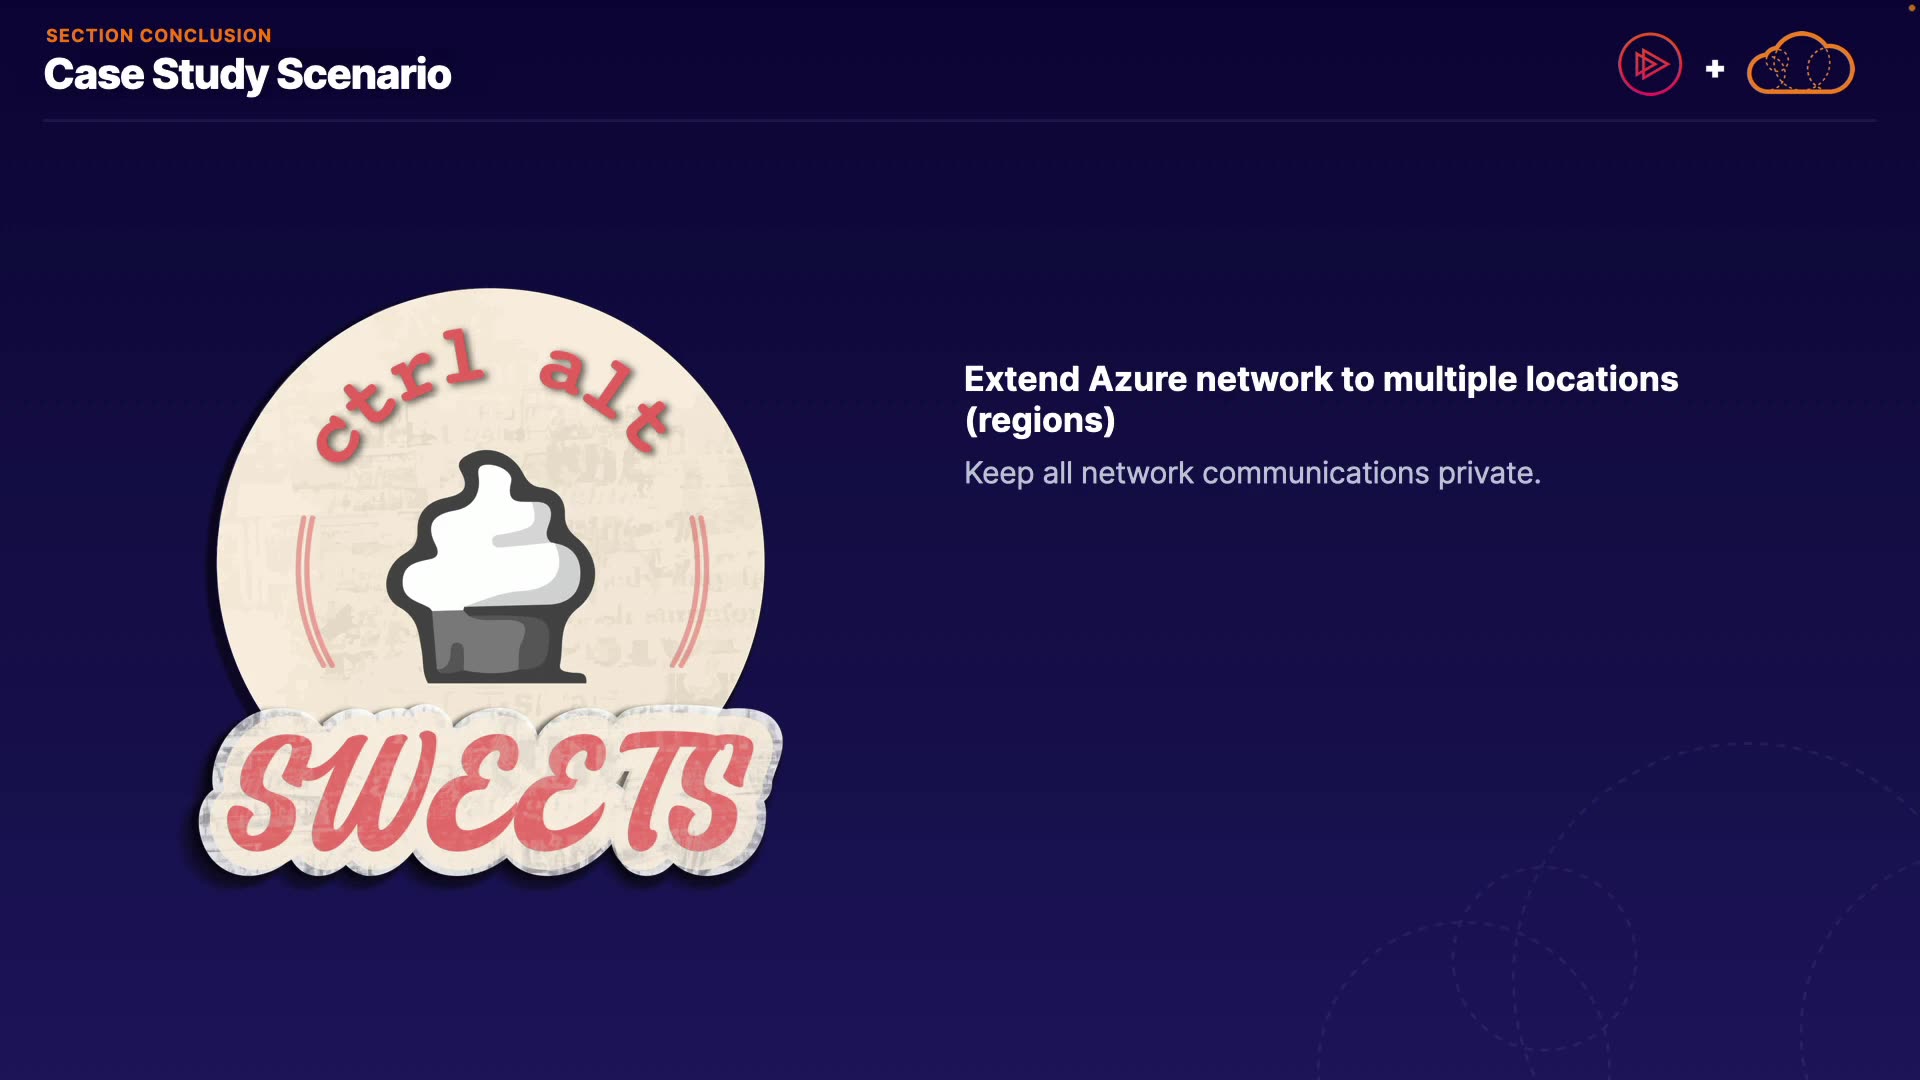 SECTION CONCLUSION
Case Study Scenario
ctrl alt
SWEETS
Extend Azure network to multiple locations
(regions)
Keep all network communications private.